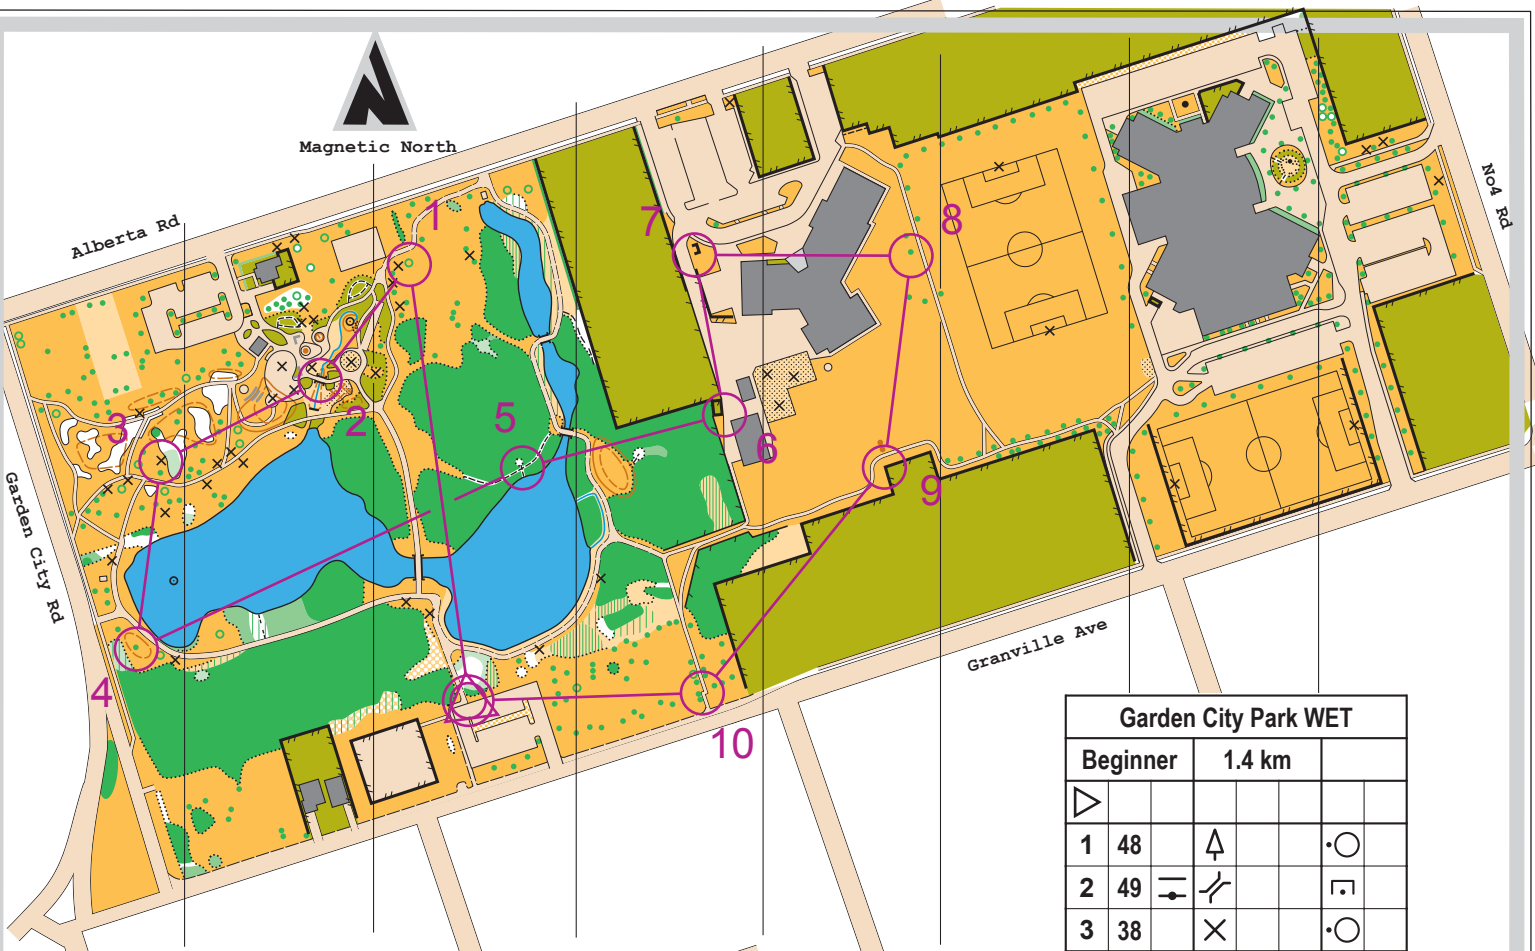 Magnetic North
Alberta Rd
No4 Rd
Garden City Rd
Granville Ave
1
2
3
4
5
6
7
8
9
10
Garden City Park WET
Beginner 1.4 km
1 48
2 49
3 38